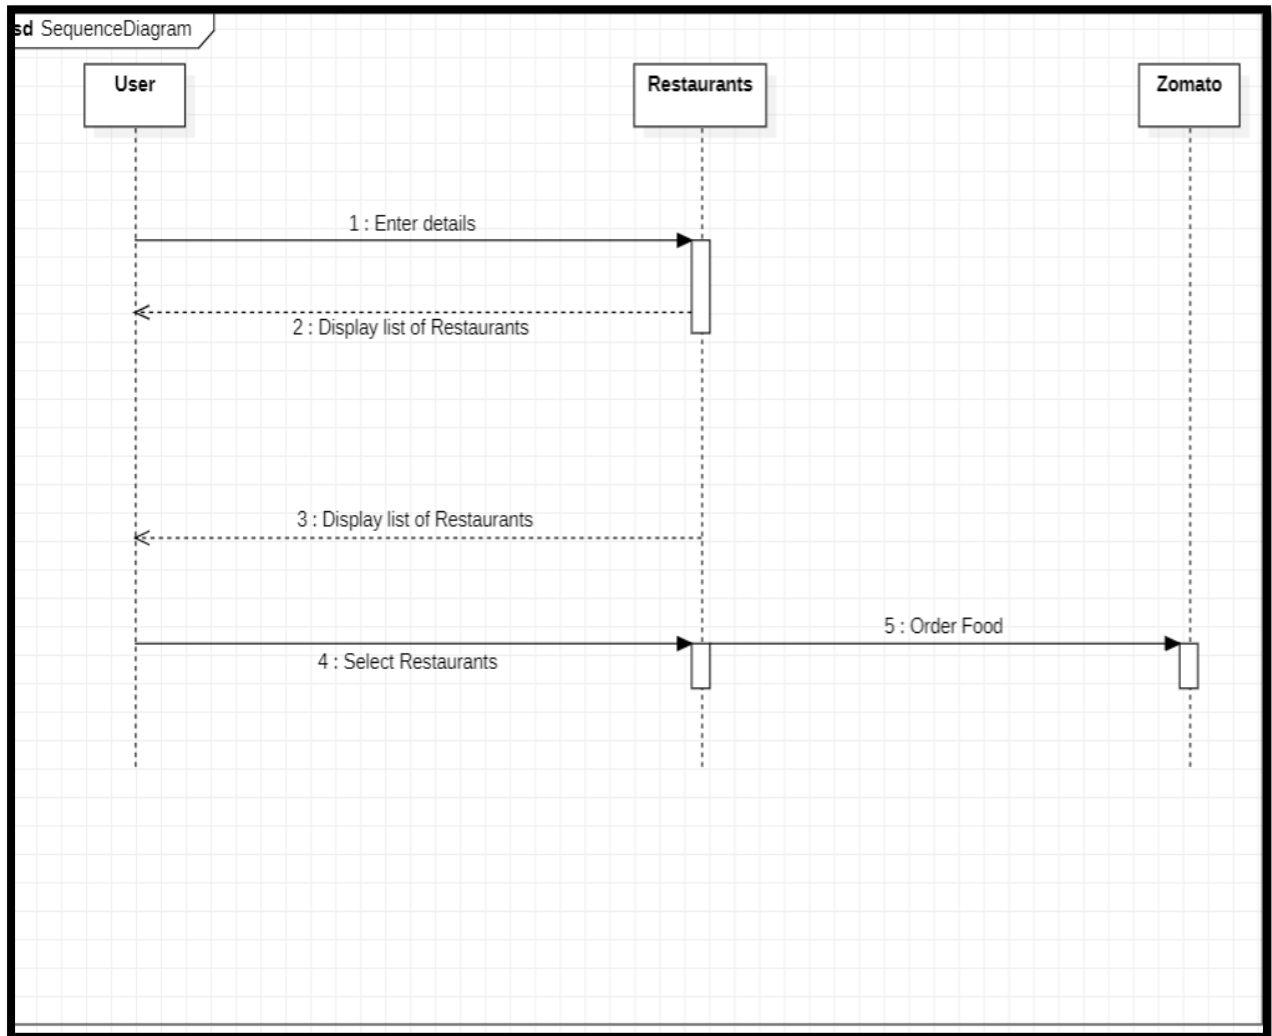 sd SequenceDiagram
User
Restaurants
Zomato
1 : Enter details
2 : Display list of Restaurants
3 : Display list of Restaurants
5 : Order Food
4 : Select Restaurants